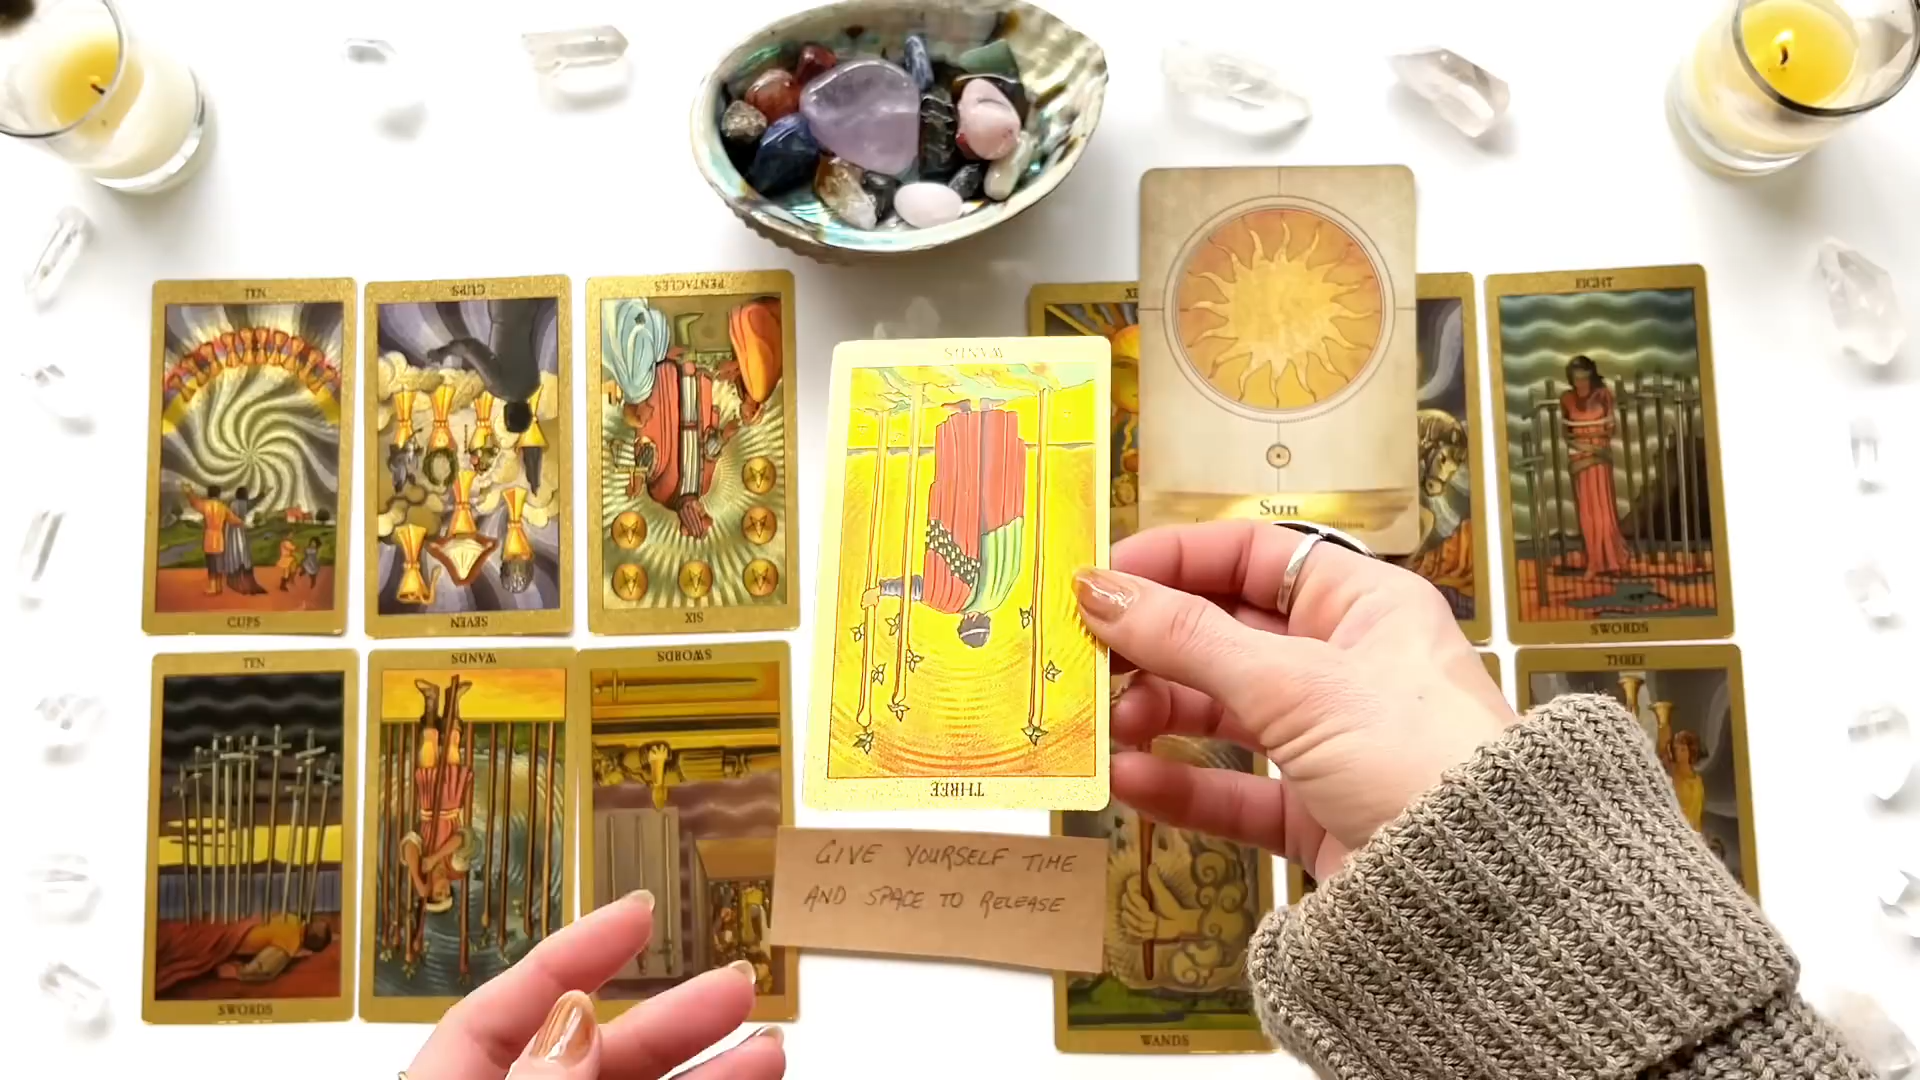 TEN
CUPS
CUPS
SEVEN
PENTACLES
SIX
WANDS
THREE
Sun
EIGHT
SWORDS
TEN
SWORDS
WANDS
SWORDS
GIVE YOURSELF TIME
AND SPACE TO RELEASE
WANDS
THREE